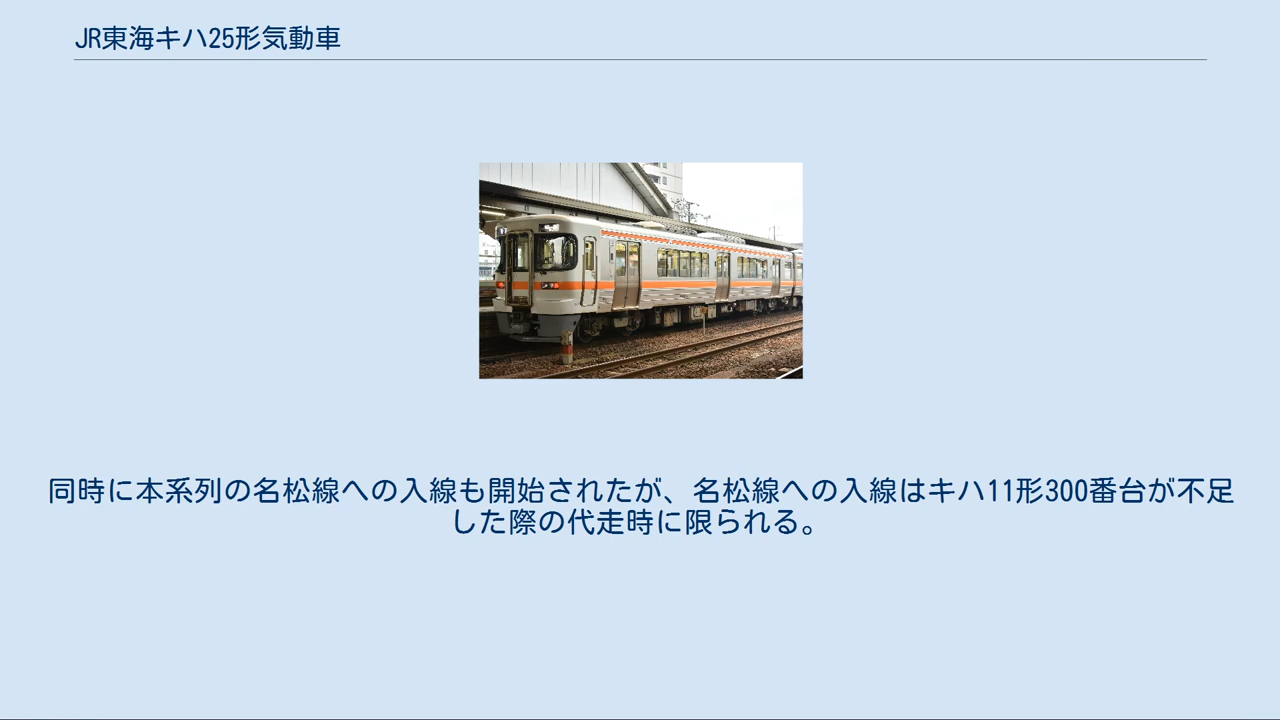 JR東海キハ25形気動車
同時に本系列の名松線への入線も開始されたが、名松線への入線はキハ11形300番台が不足
した際の代走時に限られる。